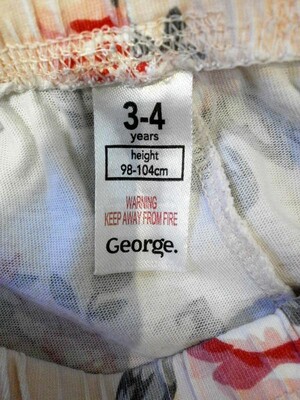 3-4
years
height
98-104cm
WARNING
KEEP AWAY FROM FIRE
George.